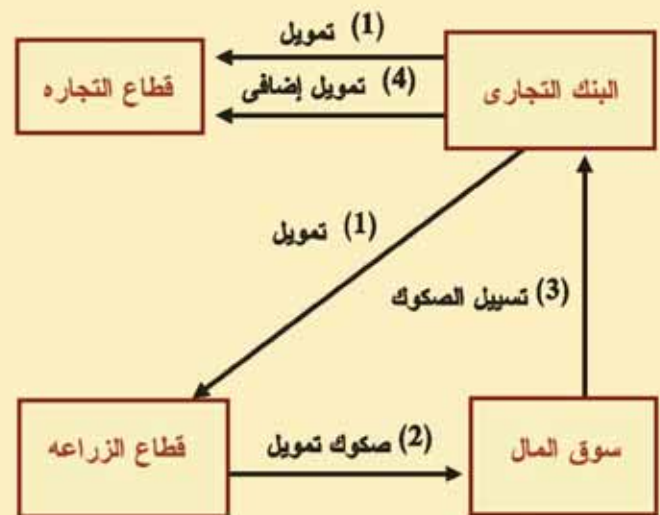 البنك التجارى
(1) تمويل
(4) تمويل إضافى
قطاع التجاره
(1) تمويل
(3) تسييل الصكوك
سوق المال
(2) صكوك تمويل
قطاع الزراعه